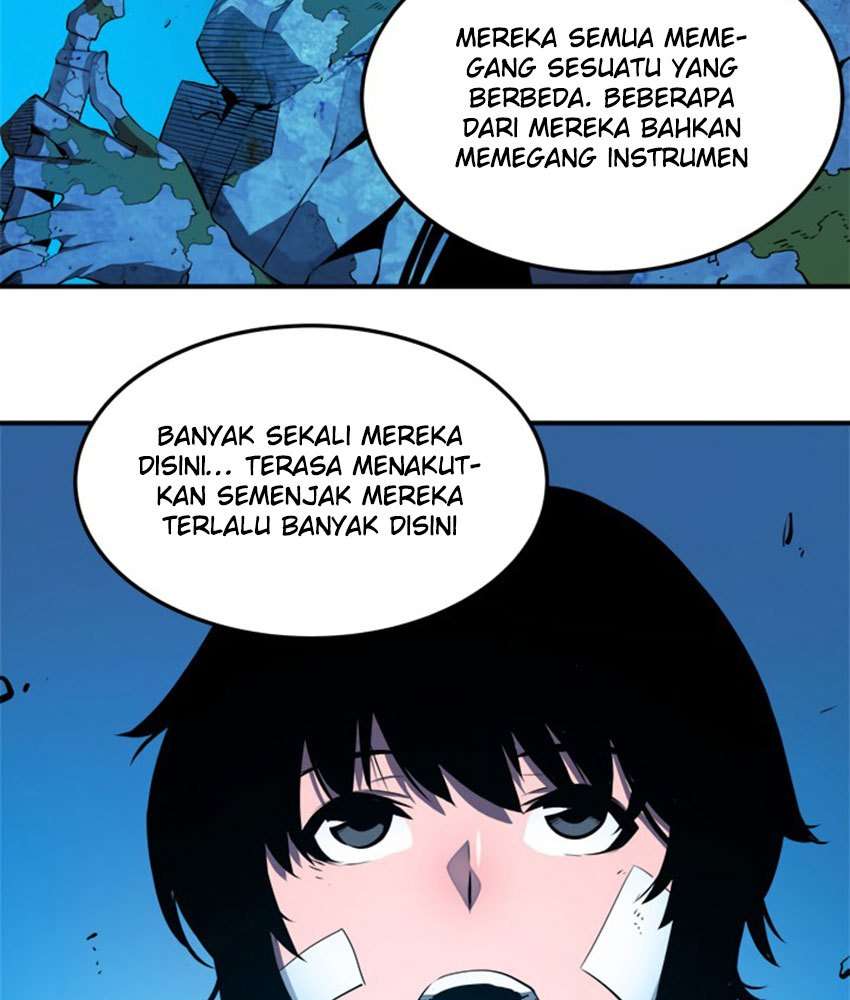 MEREKA SEMUA MEME-
GANG SESUATU YANG
BERBEDA. BEBERAPA
DARI MEREKA BAHKAN
MEMEGANG INSTRUMEN
BANYAK SEKALI MEREKA
DISINI... TERASA MENAKUT-
KAN SEMENJAK MEREKA
TERLALU BANYAK DISINI